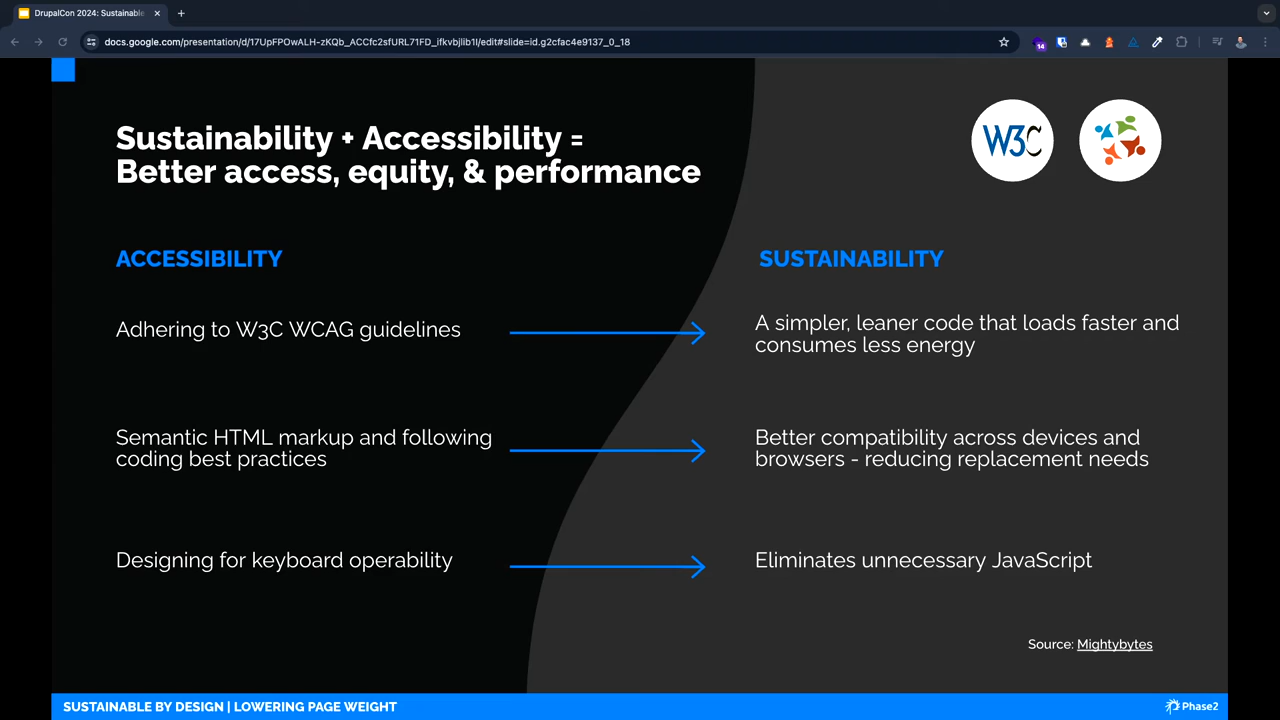 DrupalCon 2024: Sustainable
docs.google.com/presentation/d/17UpFPOwALH-zKQb_ACCfc2sfURL71FD_ifkvbjlib1I/edit#slide=id.g2cfac4e9137_0_18
14
Sustainability + Accessibility =
Better access, equity, & performance
W3C
ACCESSIBILITY
SUSTAINABILITY
Adhering to W3C WCAG guidelines
A simpler, leaner code that loads faster and
consumes less energy
Semantic HTML markup and following
coding best practices
Better compatibility across devices and
browsers - reducing replacement needs
Designing for keyboard operability
Eliminates unnecessary JavaScript
Source: Mightybytes
SUSTAINABLE BY DESIGN | LOWERING PAGE WEIGHT
Phase2